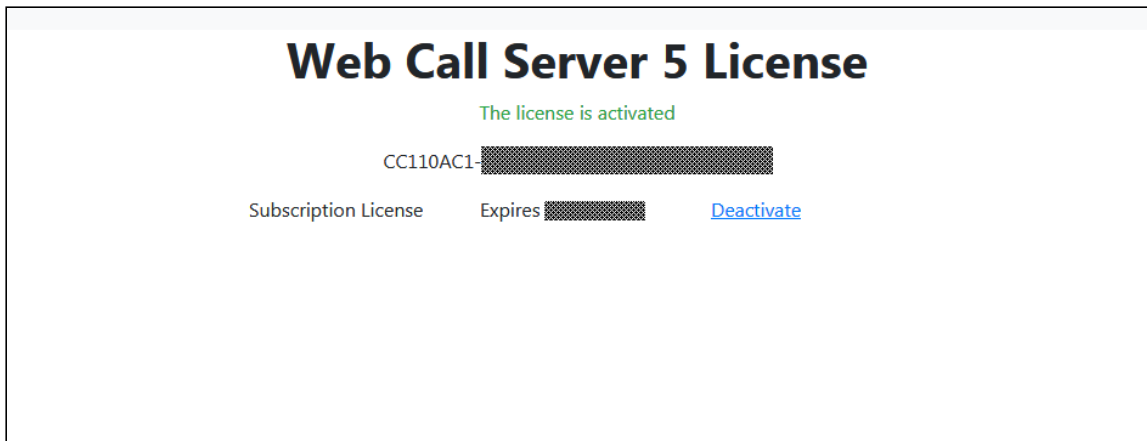 Web Call Server 5 License
The license is activated
CC110AC1-
Subscription License Expires Deactivate